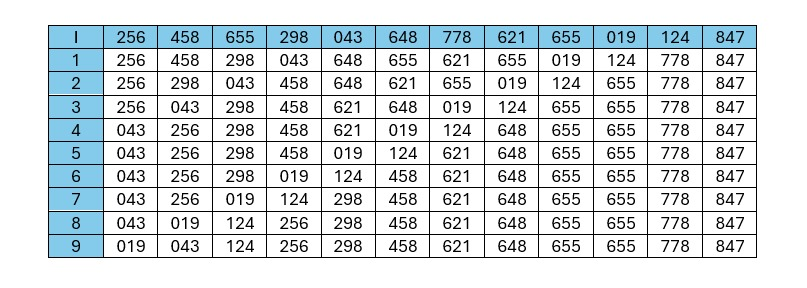 I 256 458 655 298 043 648 778 621 655 019 124 847
1 256 458 298 043 648 655 621 655 019 124 778 847
2 256 298 043 458 648 621 655 019 124 655 778 847
3 256 043 298 458 621 648 019 124 655 655 778 847
4 043 256 298 458 621 019 124 648 655 655 778 847
5 043 256 298 458 019 124 621 648 655 655 778 847
6 043 256 298 019 124 458 621 648 655 655 778 847
7 043 256 019 124 298 458 621 648 655 655 778 847
8 043 019 124 256 298 458 621 648 655 655 778 847
9 019 043 124 256 298 458 621 648 655 655 778 847